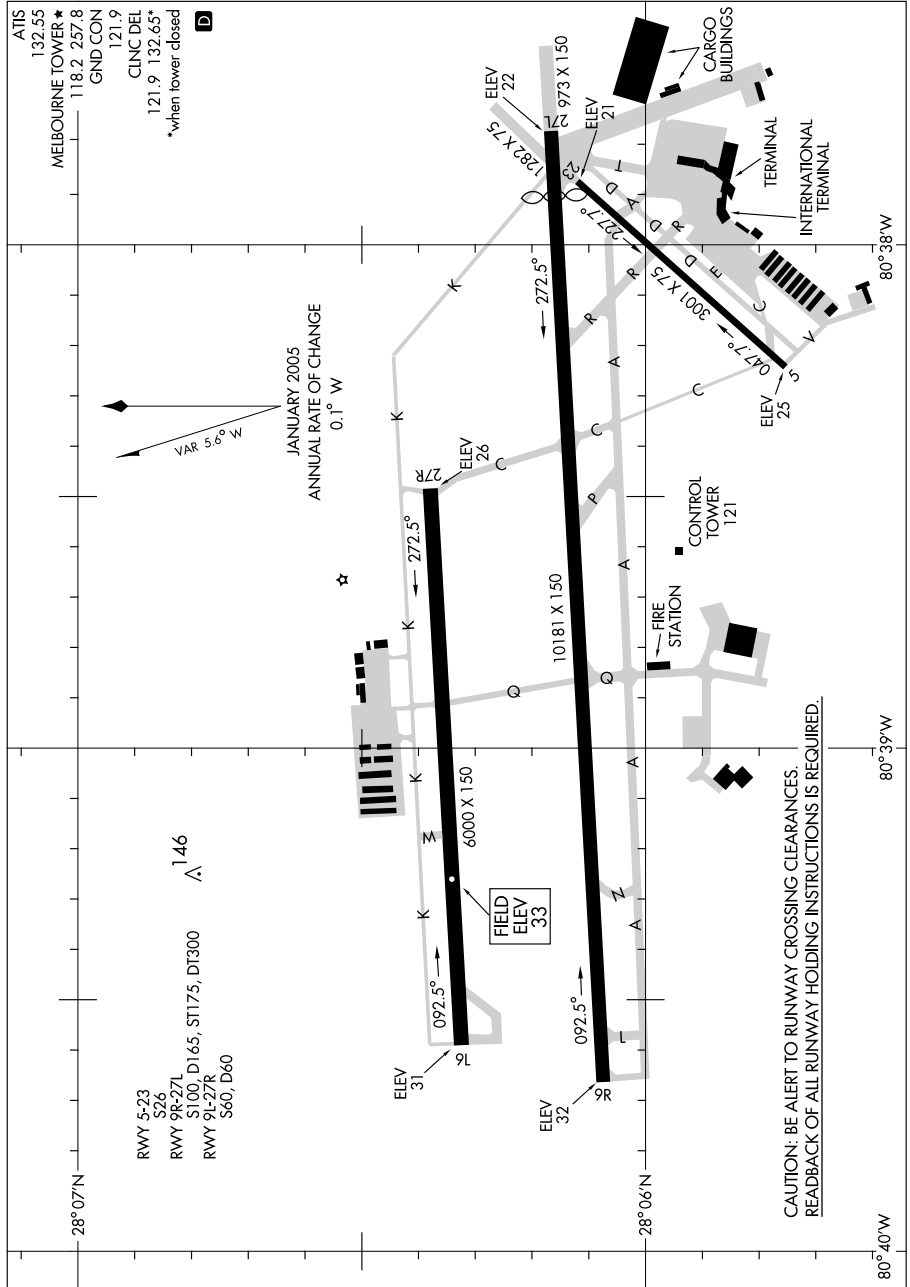 ATIS
132.55
MELBOURNE TOWER ★
118.2 257.8
GND CON
121.9
CLNC DEL
121.9 132.65*
*when tower closed
D
RWY 5-23
S26
RWY 9R-27L
S100, D165, ST175, DT300
RWY 9L-27R
S60, D60
146
VAR 5.6° W
JANUARY 2005
ANNUAL RATE OF CHANGE
0.1° W
28°07'N
28°06'N
80°40'W
80°39'W
80°38'W
ELEV
31
9L
092.5°
FIELD
ELEV
33
6000 X 150
272.5°
27R
ELEV
26
K
K
K
K
K
K
M
Q
Q
C
C
C
C
ELEV
32
9R
092.5°
10181 X 150
272.5°
27L
ELEV
22
973 X 150
1282 X 75
23
ELEV
21
227.7°
3001 X 75
047.7°
5
ELEV
25
L
N
A
A
A
A
A
P
R
R
R
D
D
D
T
E
V
FIRE
STATION
CONTROL
TOWER
121
CARGO
BUILDINGS
TERMINAL
INTERNATIONAL
TERMINAL
CAUTION: BE ALERT TO RUNWAY CROSSING CLEARANCES.
READBACK OF ALL RUNWAY HOLDING INSTRUCTIONS IS REQUIRED.